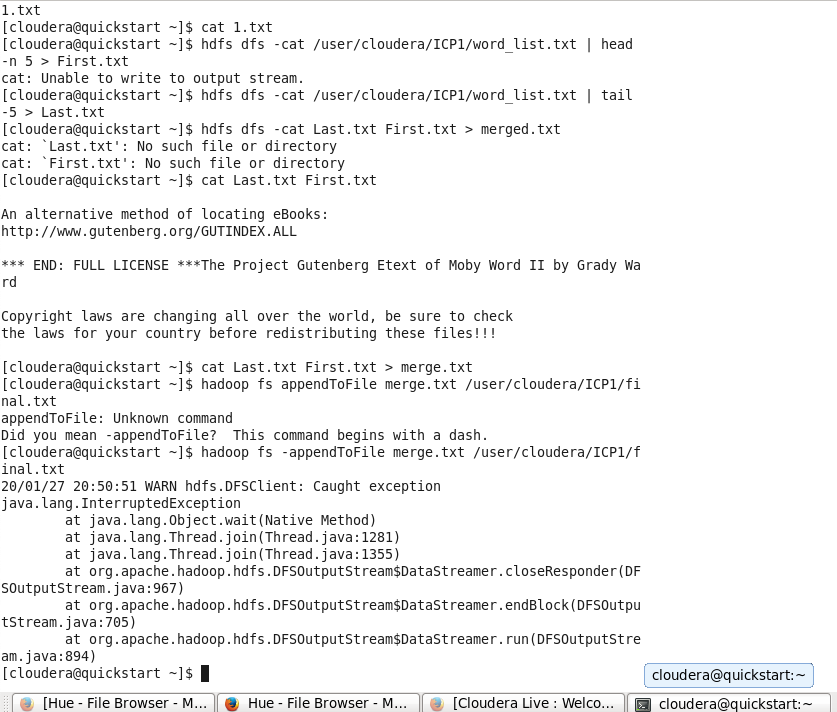 1.txt
[cloudera@quickstart ~]$ cat 1.txt
[cloudera@quickstart ~]$ hdfs dfs -cat /user/cloudera/ICP1/word_list.txt | head
-n 5 > First.txt
cat: Unable to write to output stream.
[cloudera@quickstart ~]$ hdfs dfs -cat /user/cloudera/ICP1/word_list.txt | tail
-5 > Last.txt
[cloudera@quickstart ~]$ hdfs dfs -cat Last.txt First.txt > merged.txt
cat: `Last.txt': No such file or directory
cat: `First.txt': No such file or directory
[cloudera@quickstart ~]$ cat Last.txt First.txt
An alternative method of locating eBooks:
http://www.gutenberg.org/GUTINDEX.ALL
*** END: FULL LICENSE ***The Project Gutenberg Etext of Moby Word II by Grady Wa
rd
Copyright laws are changing all over the world, be sure to check
the laws for your country before redistributing these files!!!
[cloudera@quickstart ~]$ cat Last.txt First.txt > merge.txt
[cloudera@quickstart ~]$ hadoop fs appendToFile merge.txt /user/cloudera/ICP1/fi
nal.txt
appendToFile: Unknown command
Did you mean -appendToFile?  This command begins with a dash.
[cloudera@quickstart ~]$ hadoop fs -appendToFile merge.txt /user/cloudera/ICP1/f
inal.txt
20/01/27 20:50:51 WARN hdfs.DFSClient: Caught exception
java.lang.InterruptedException
        at java.lang.Object.wait(Native Method)
        at java.lang.Thread.join(Thread.java:1281)
        at java.lang.Thread.join(Thread.java:1355)
        at org.apache.hadoop.hdfs.DFSOutputStream$DataStreamer.closeResponder(DF
SOutputStream.java:967)
        at org.apache.hadoop.hdfs.DFSOutputStream$DataStreamer.endBlock(DFSOutpu
tStream.java:705)
        at org.apache.hadoop.hdfs.DFSOutputStream$DataStreamer.run(DFSOutputStre
am.java:894)
[cloudera@quickstart ~]$
cloudera@quickstart:~
[Hue - File Browser - M...
Hue - File Browser - M...
[Cloudera Live : Welco...
cloudera@quickstart:~